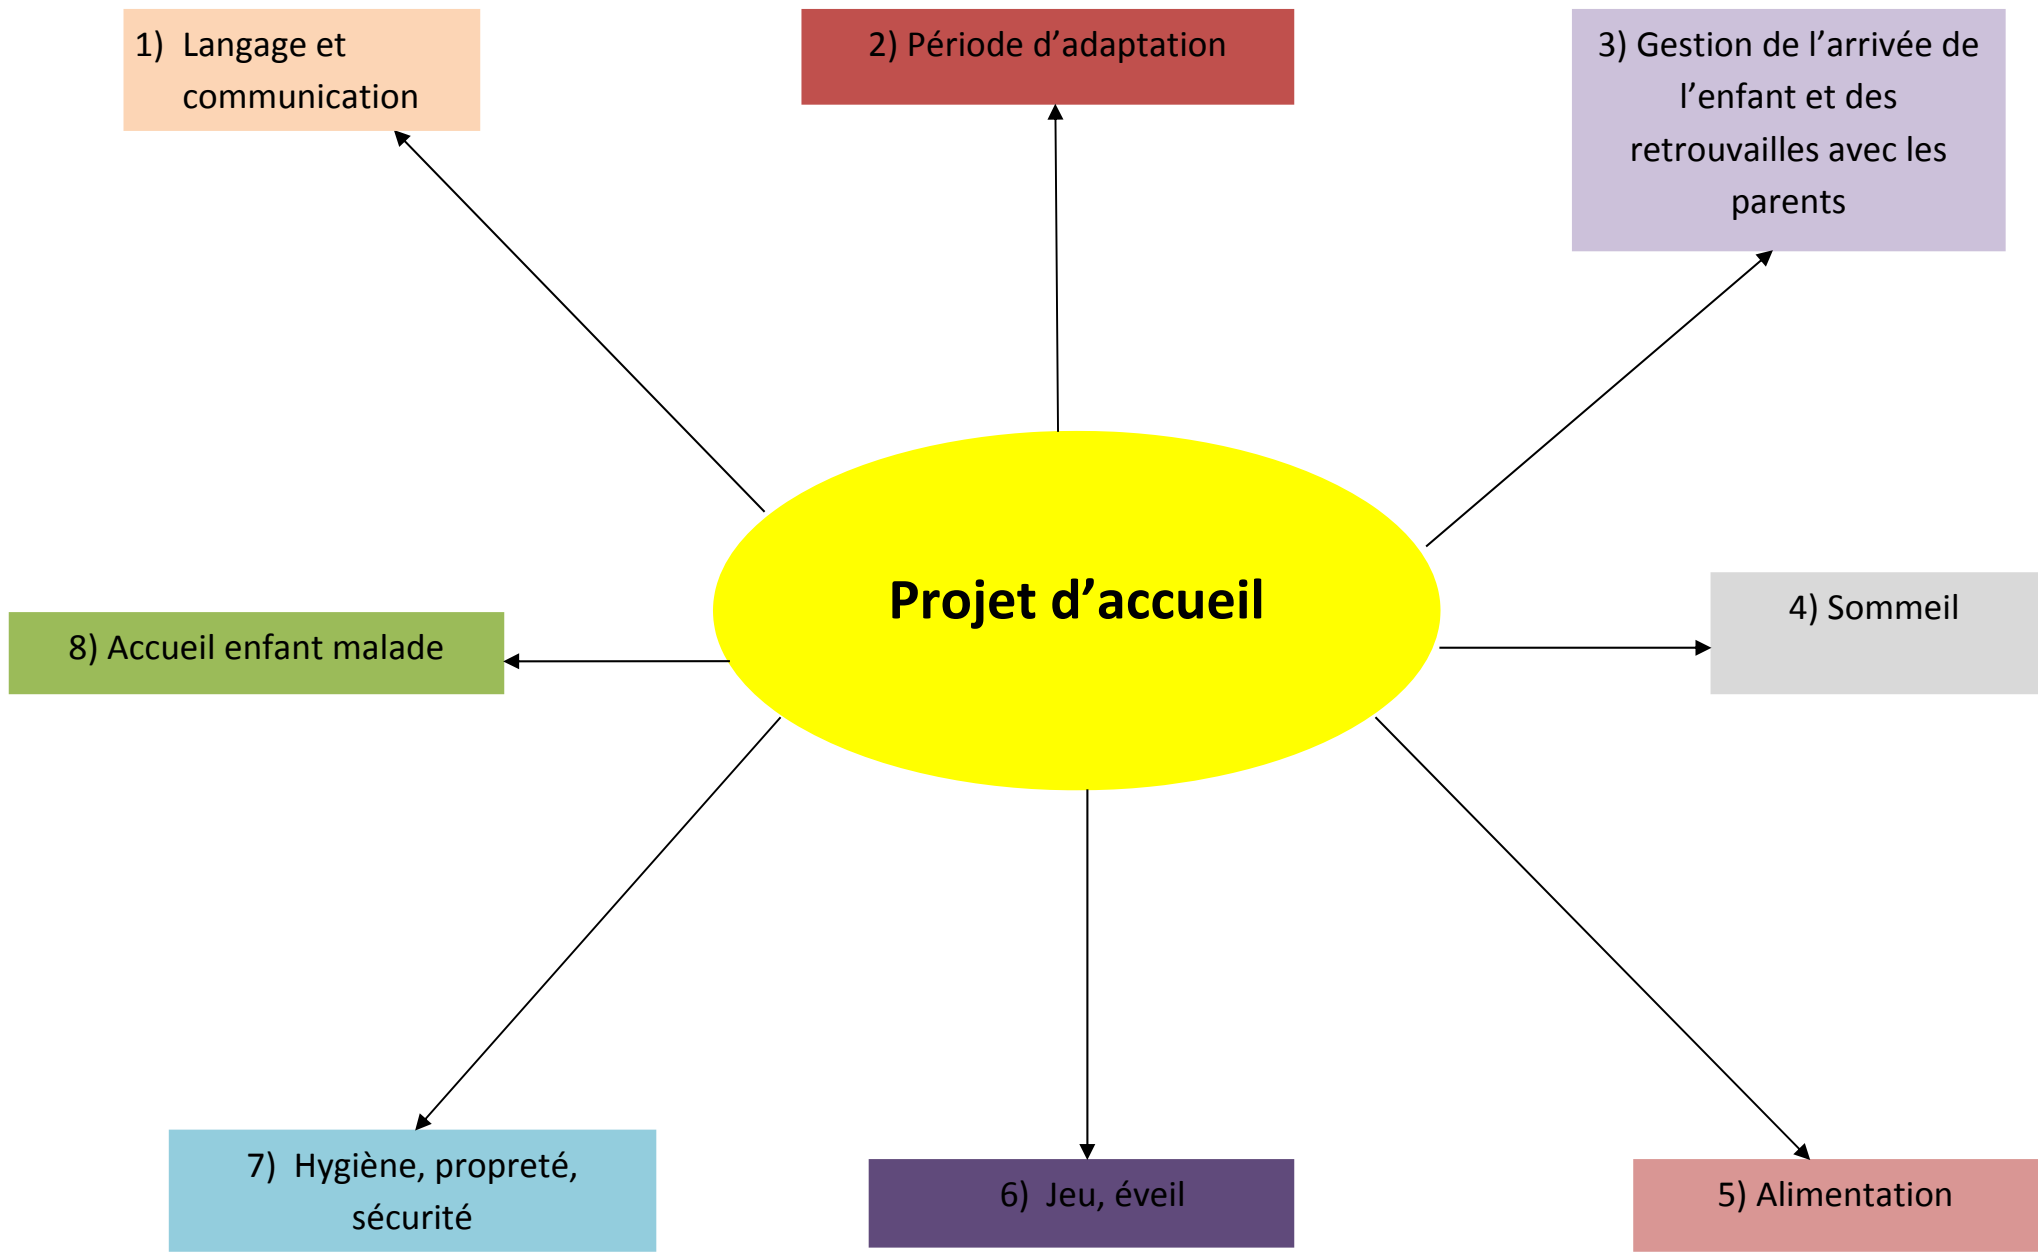 1) Langage et
communication
2) Période d’adaptation
3) Gestion de l’arrivée de
l’enfant et des
retrouvailles avec les
parents
Projet d’accueil
4) Sommeil
8) Accueil enfant malade
7) Hygiène, propreté,
sécurité
6) Jeu, éveil
5) Alimentation